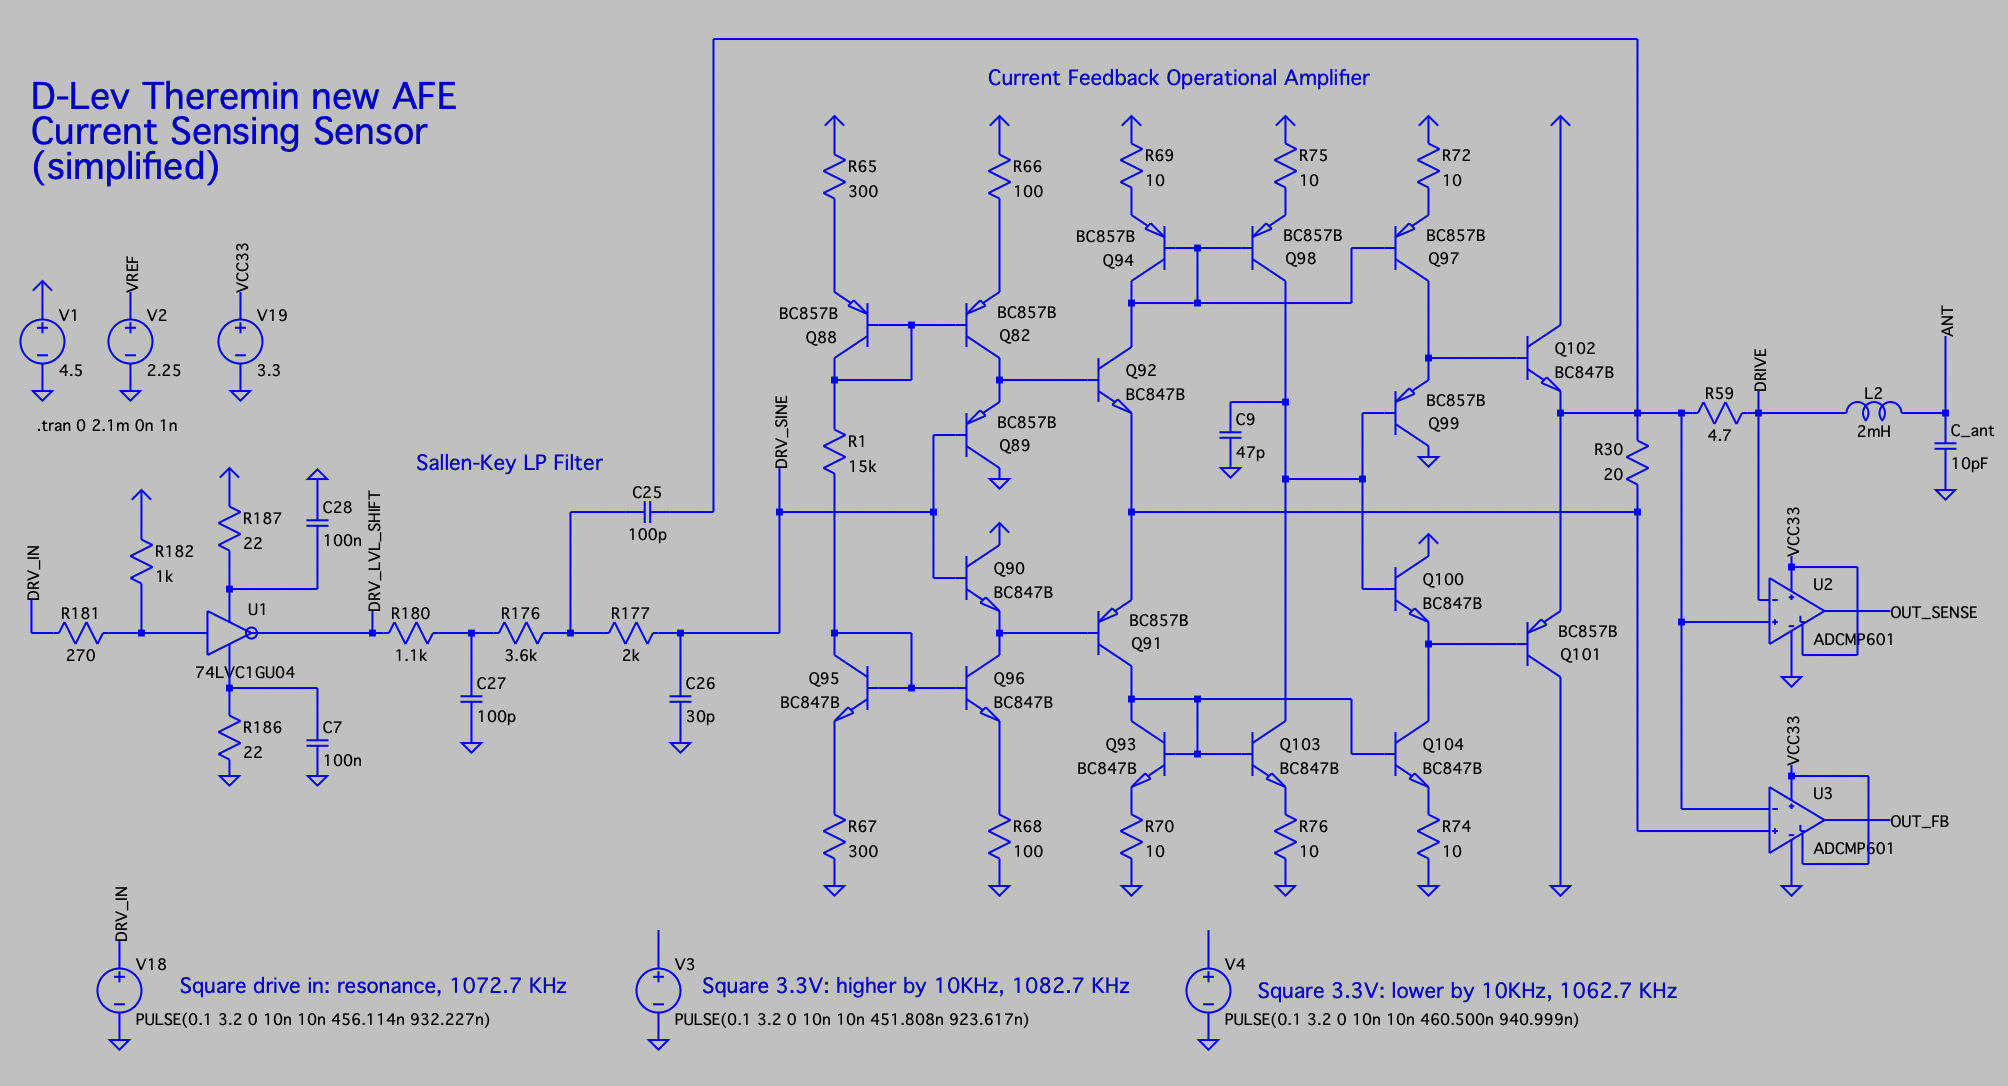 D-Lev Theremin new AFE
Current Sensing Sensor
(simplified)
Current Feedback Operational Amplifier
V1
4.5
VREF
V2
2.25
VCC33
V19
3.3
.tran 0 2.1m 0n 1n
Sallen-Key LP Filter
DRV_IN
R181
270
R182
1k
R187
22
C28
100n
U1
74LVC1GU04
R186
22
C7
100n
DRV_LVL_SHIFT
R180
1.1k
C27
100p
R176
3.6k
C25
100p
R177
2k
C26
30p
DRV_SINE
R65
300
R66
100
BC857B
Q88
BC857B
Q82
R1
15k
BC857B
Q89
Q90
BC847B
Q95
BC847B
Q96
BC847B
R67
300
R68
100
R69
10
R75
10
R72
10
BC857B
Q94
BC857B
Q98
BC857B
Q97
Q92
BC847B
C9
47p
BC857B
Q99
Q102
BC847B
Q100
BC847B
BC857B
Q91
BC857B
Q101
Q93
BC847B
Q103
BC847B
Q104
BC847B
R70
10
R76
10
R74
10
R30
20
R59
4.7
DRIVE
L2
2mH
ANT
C_ant
10pF
VCC33
U2
ADCMP601
OUT_SENSE
VCC33
U3
ADCMP601
OUT_FB
DRV_IN
V18
Square drive in: resonance, 1072.7 KHz
PULSE(0.1 3.2 0 10n 10n 456.114n 932.227n)
V3
Square 3.3V: higher by 10KHz, 1082.7 KHz
PULSE(0.1 3.2 0 10n 10n 451.808n 923.617n)
V4
Square 3.3V: lower by 10KHz, 1062.7 KHz
PULSE(0.1 3.2 0 10n 10n 460.500n 940.999n)